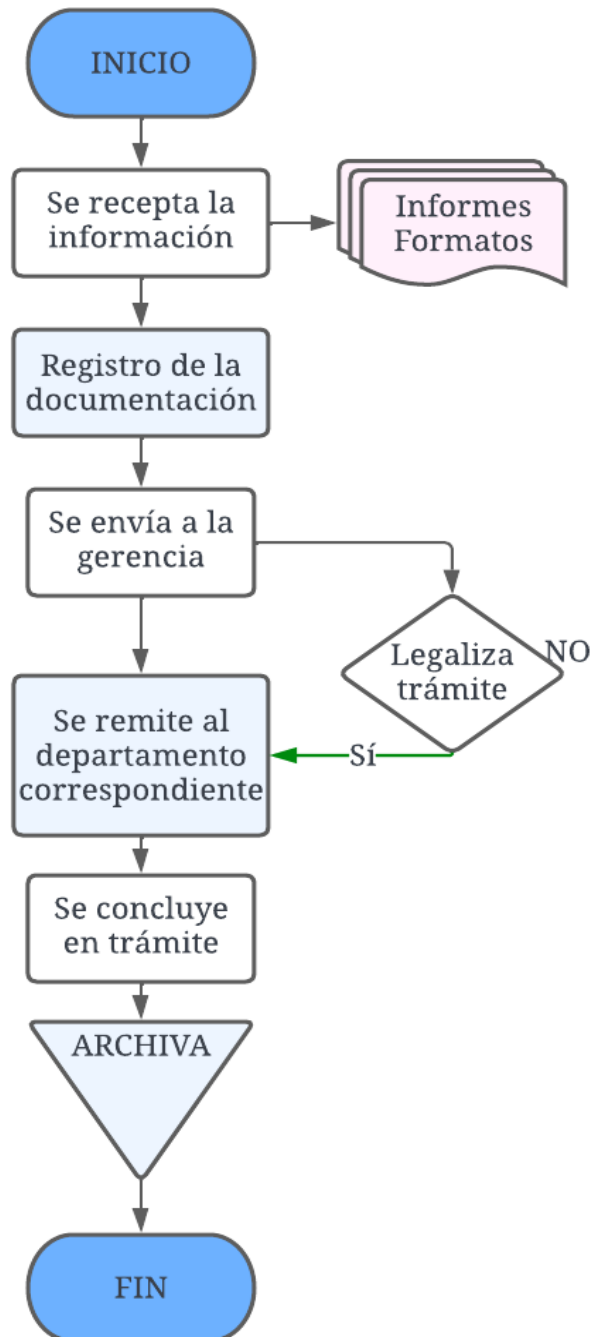 INICIO
Se recepta la
información
Informes
Formatos
Registro de la
documentación
Se envía a la
gerencia
Legaliza
trámite
NO
Se remite al
departamento
correspondiente
Sí
Se concluye
en trámite
ARCHIVA
FIN